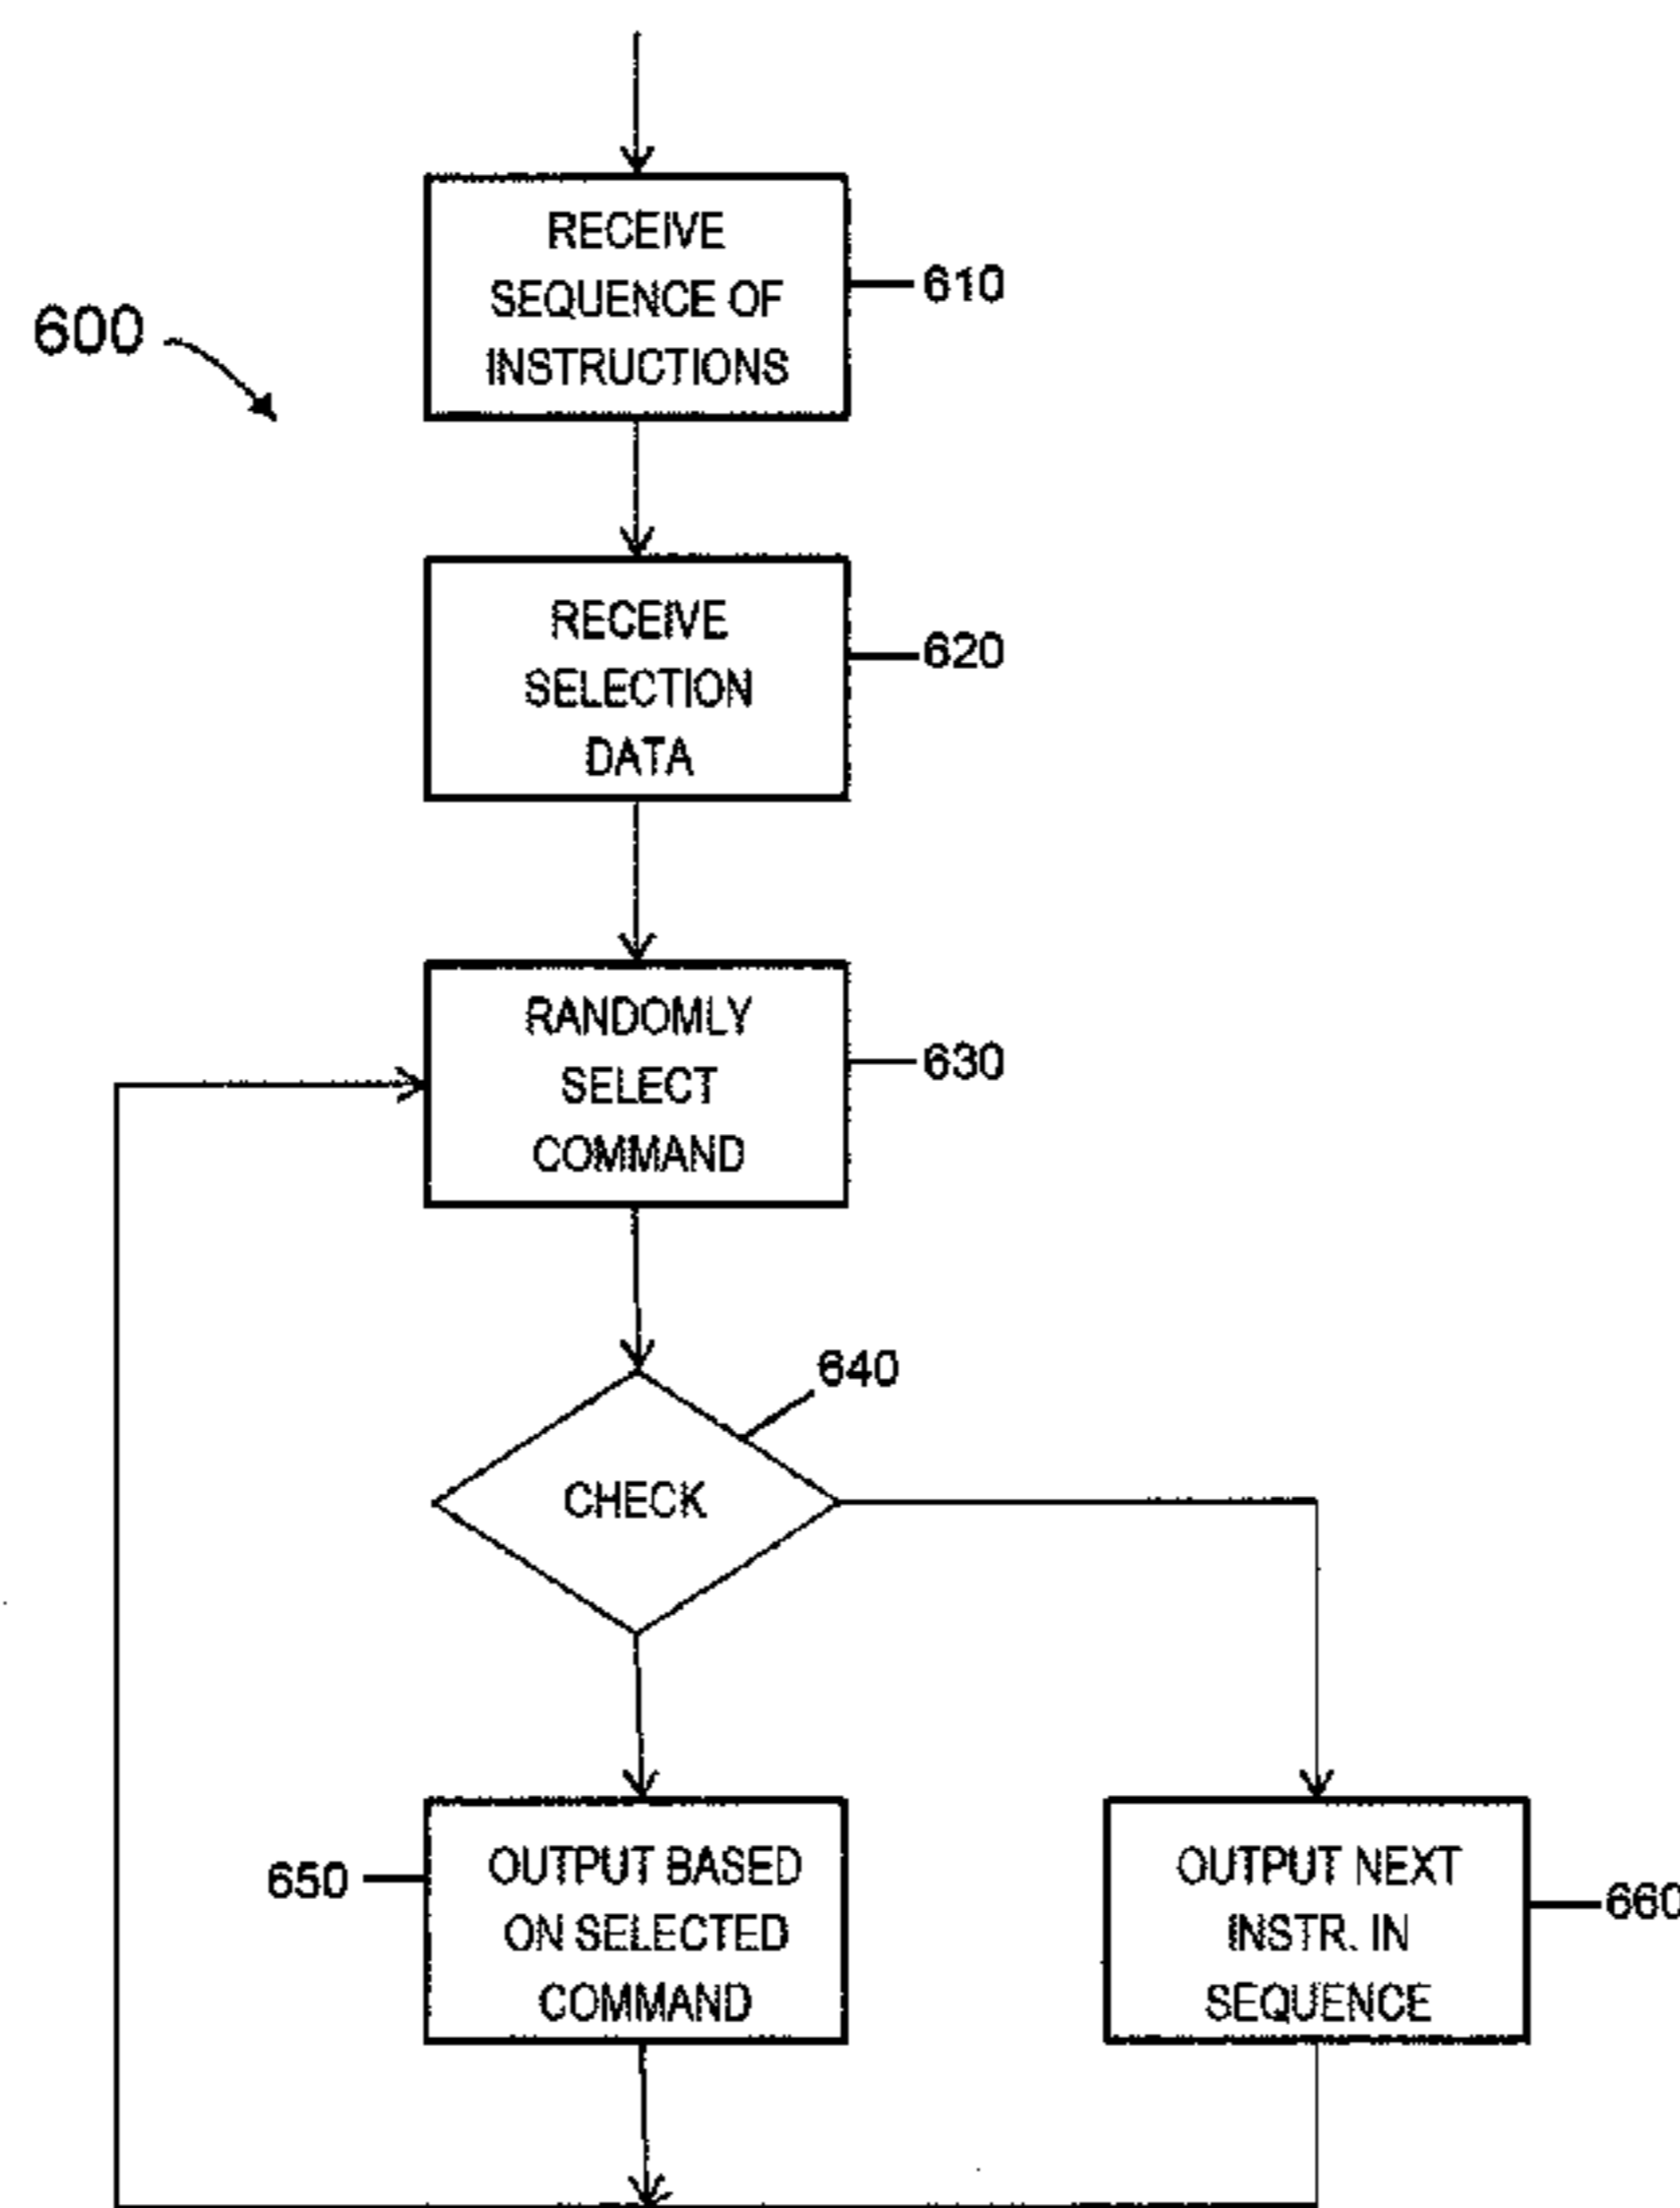 RECEIVE
SEQUENCE OF
INSTRUCTIONS
610
600
RECEIVE
SELECTION
DATA
620
RANDOMLY
SELECT
COMMAND
630
640
CHECK
650
OUTPUT BASED
ON SELECTED
COMMAND
OUTPUT NEXT
INSTR. IN
SEQUENCE
660